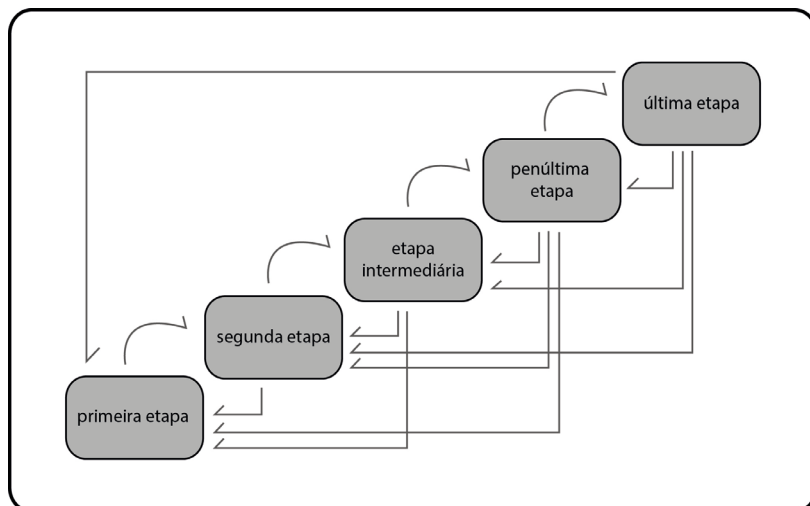 última etapa
penúltima
etapa
etapa
intermediária
segunda etapa
primeira etapa